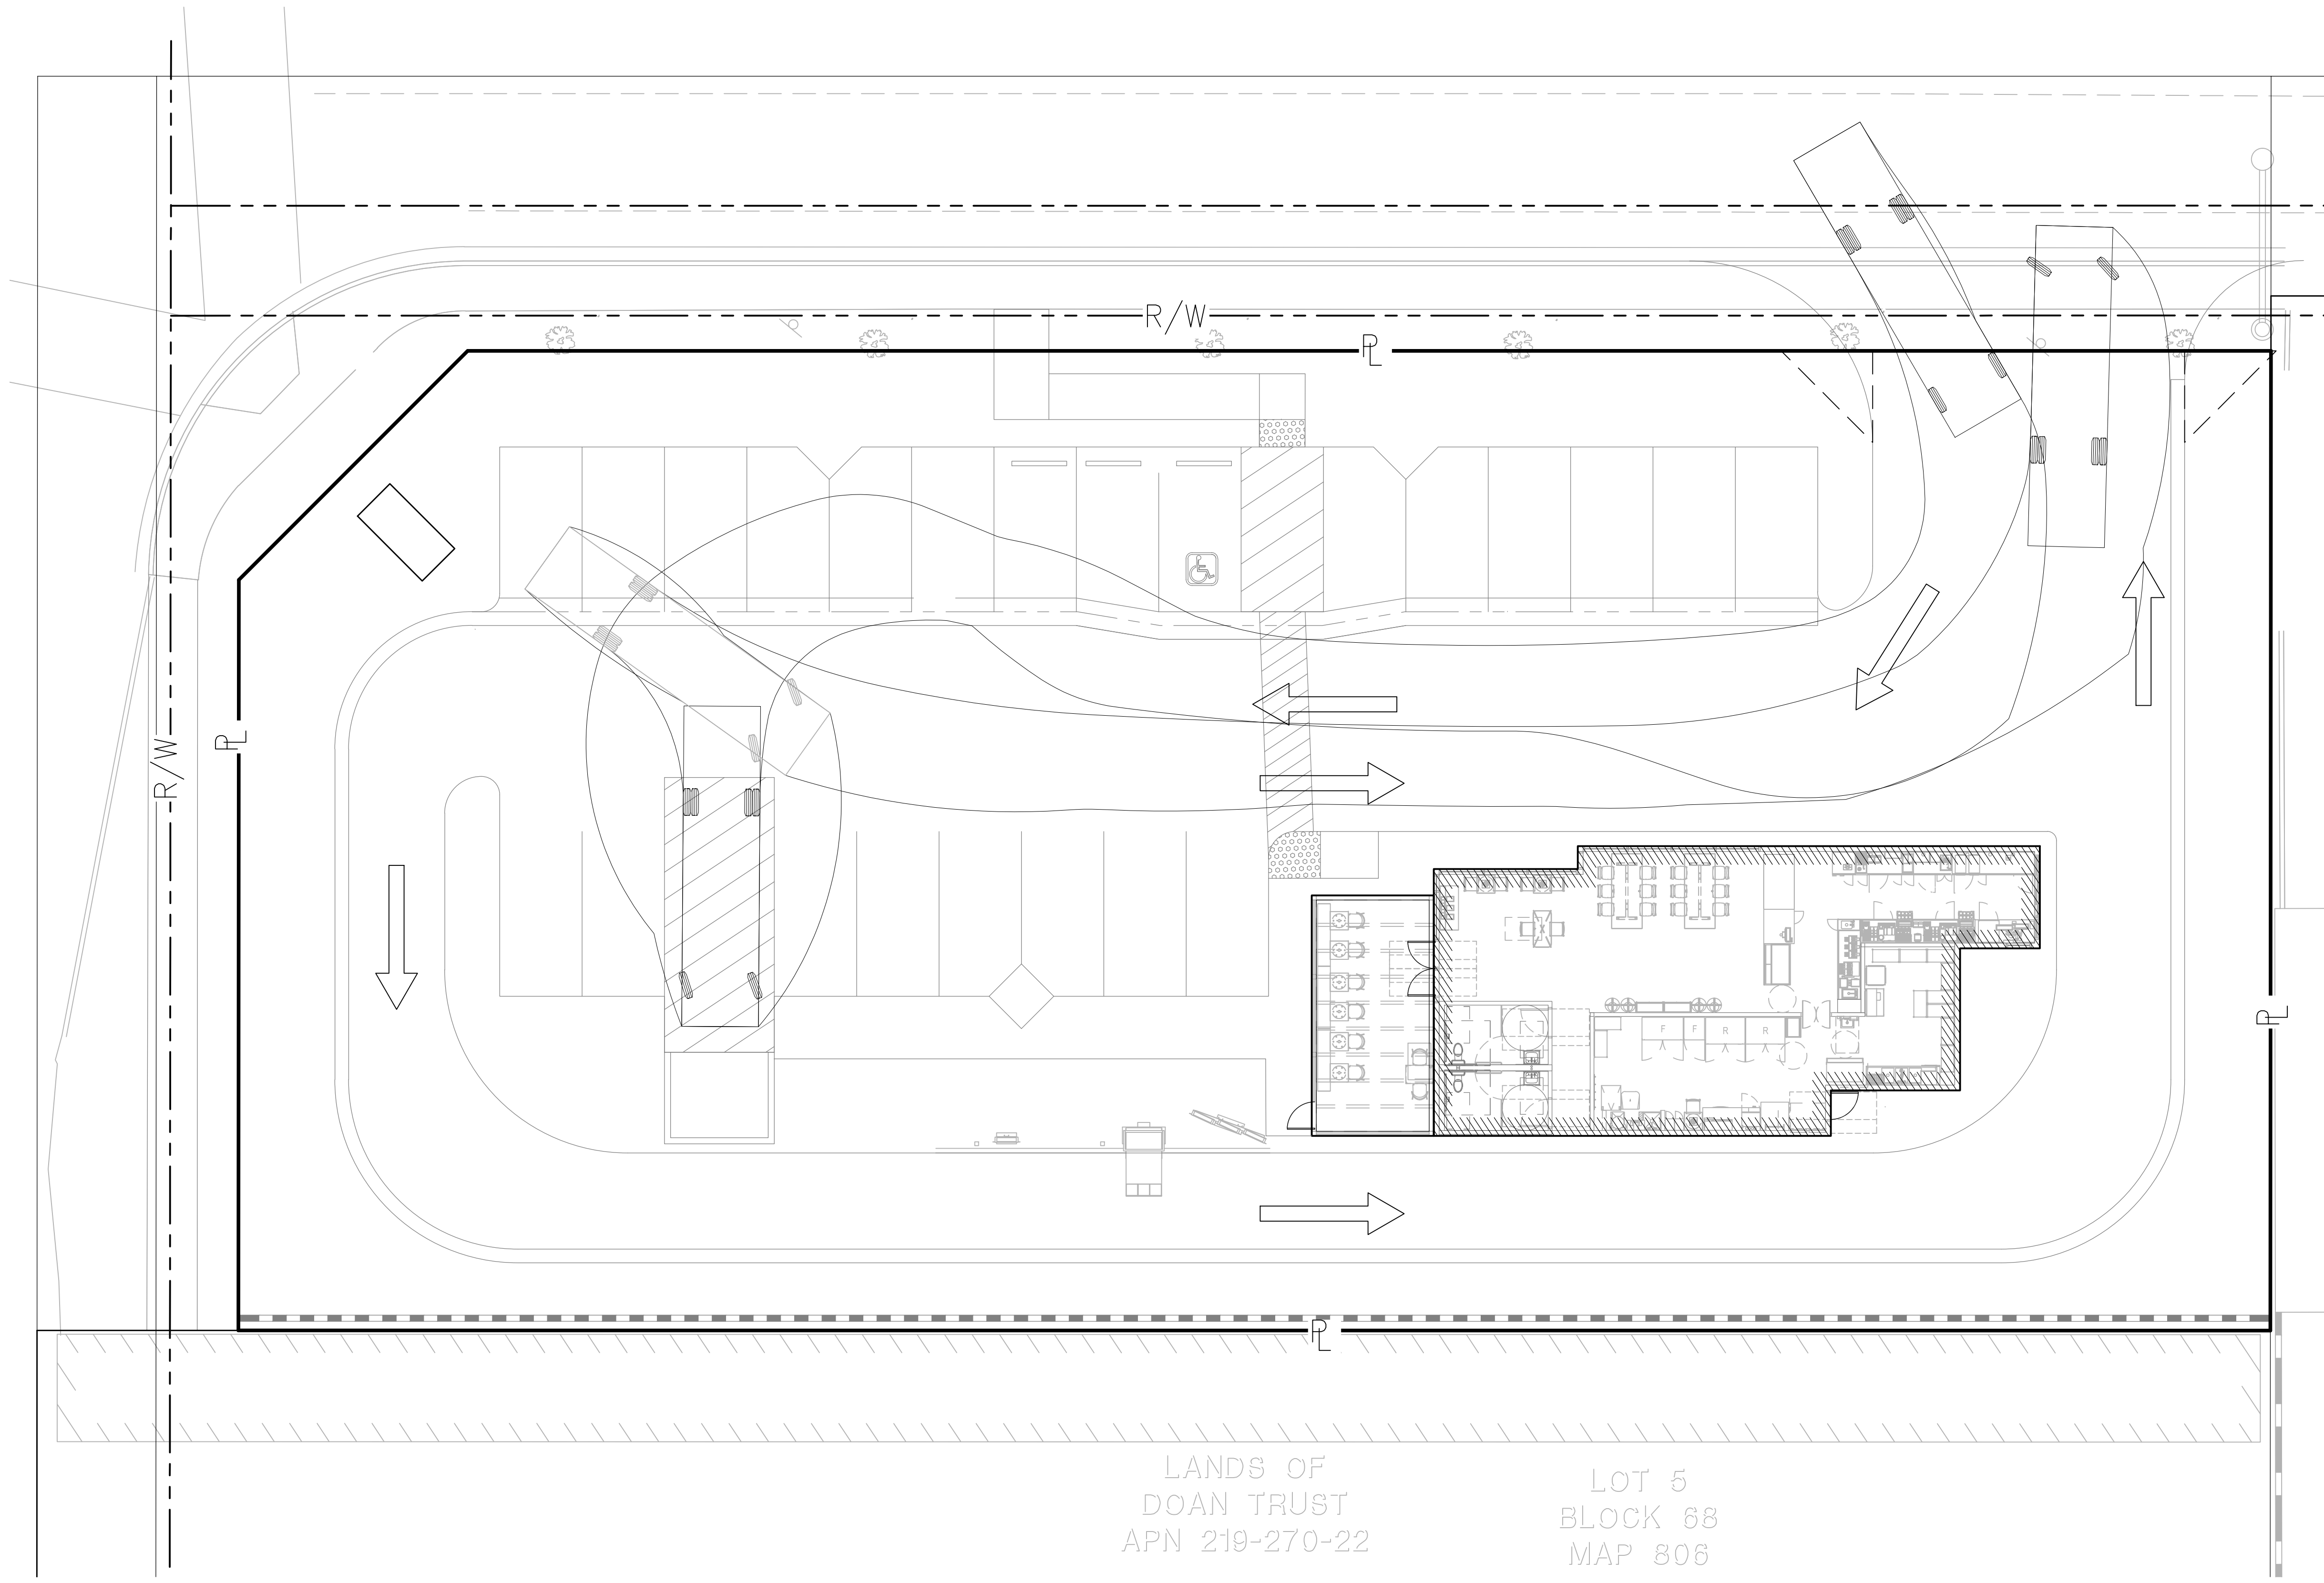 R/W
PL
PL
R/W
PL
F
F
R
R
PL
LANDS OF
DOAN TRUST
APN 219-270-22
LOT 5
BLOCK 68
MAP 806